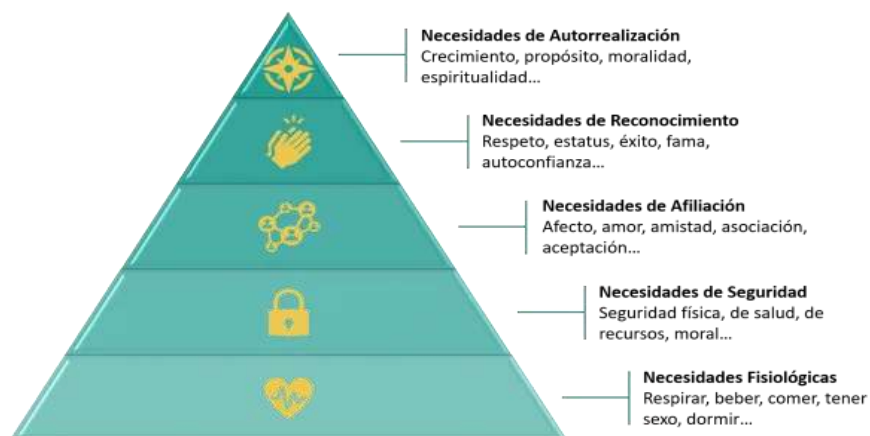 Necesidades de Autorrealización
Crecimiento, propósito, moralidad,
espiritualidad...
Necesidades de Reconocimiento
Respeto, estatus, éxito, fama,
autoconfianza...
Necesidades de Afiliación
Afecto, amor, amistad, asociación,
aceptación...
Necesidades de Seguridad
Seguridad física, de salud, de
recursos, moral...
Necesidades Fisiológicas
Respirar, beber, comer, tener
sexo, dormir...